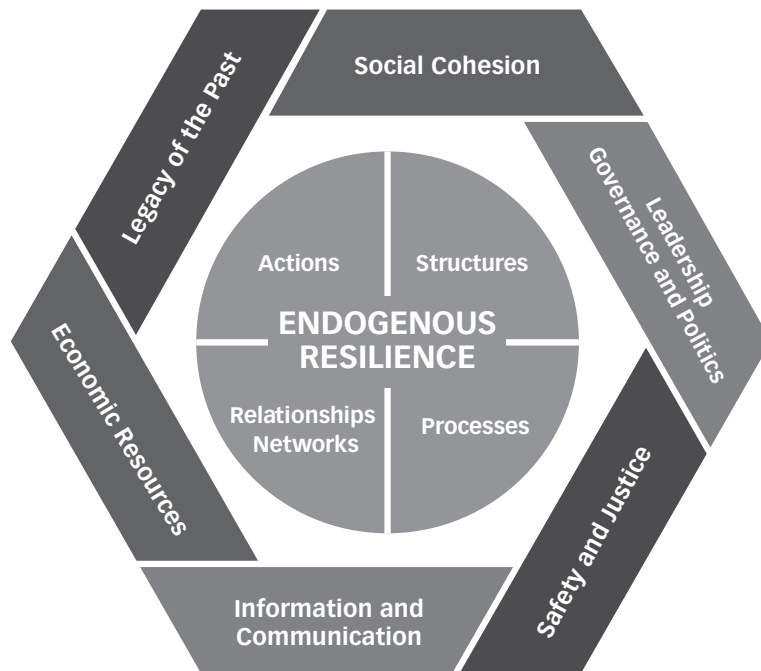 Legacy of the Past
Social Cohesion
Leadership
Governance and Politics
Safety and Justice
Information and
Communication
Economic Resources
Actions
Structures
ENDOGENOUS
RESILIENCE
Relationships
Networks
Processes